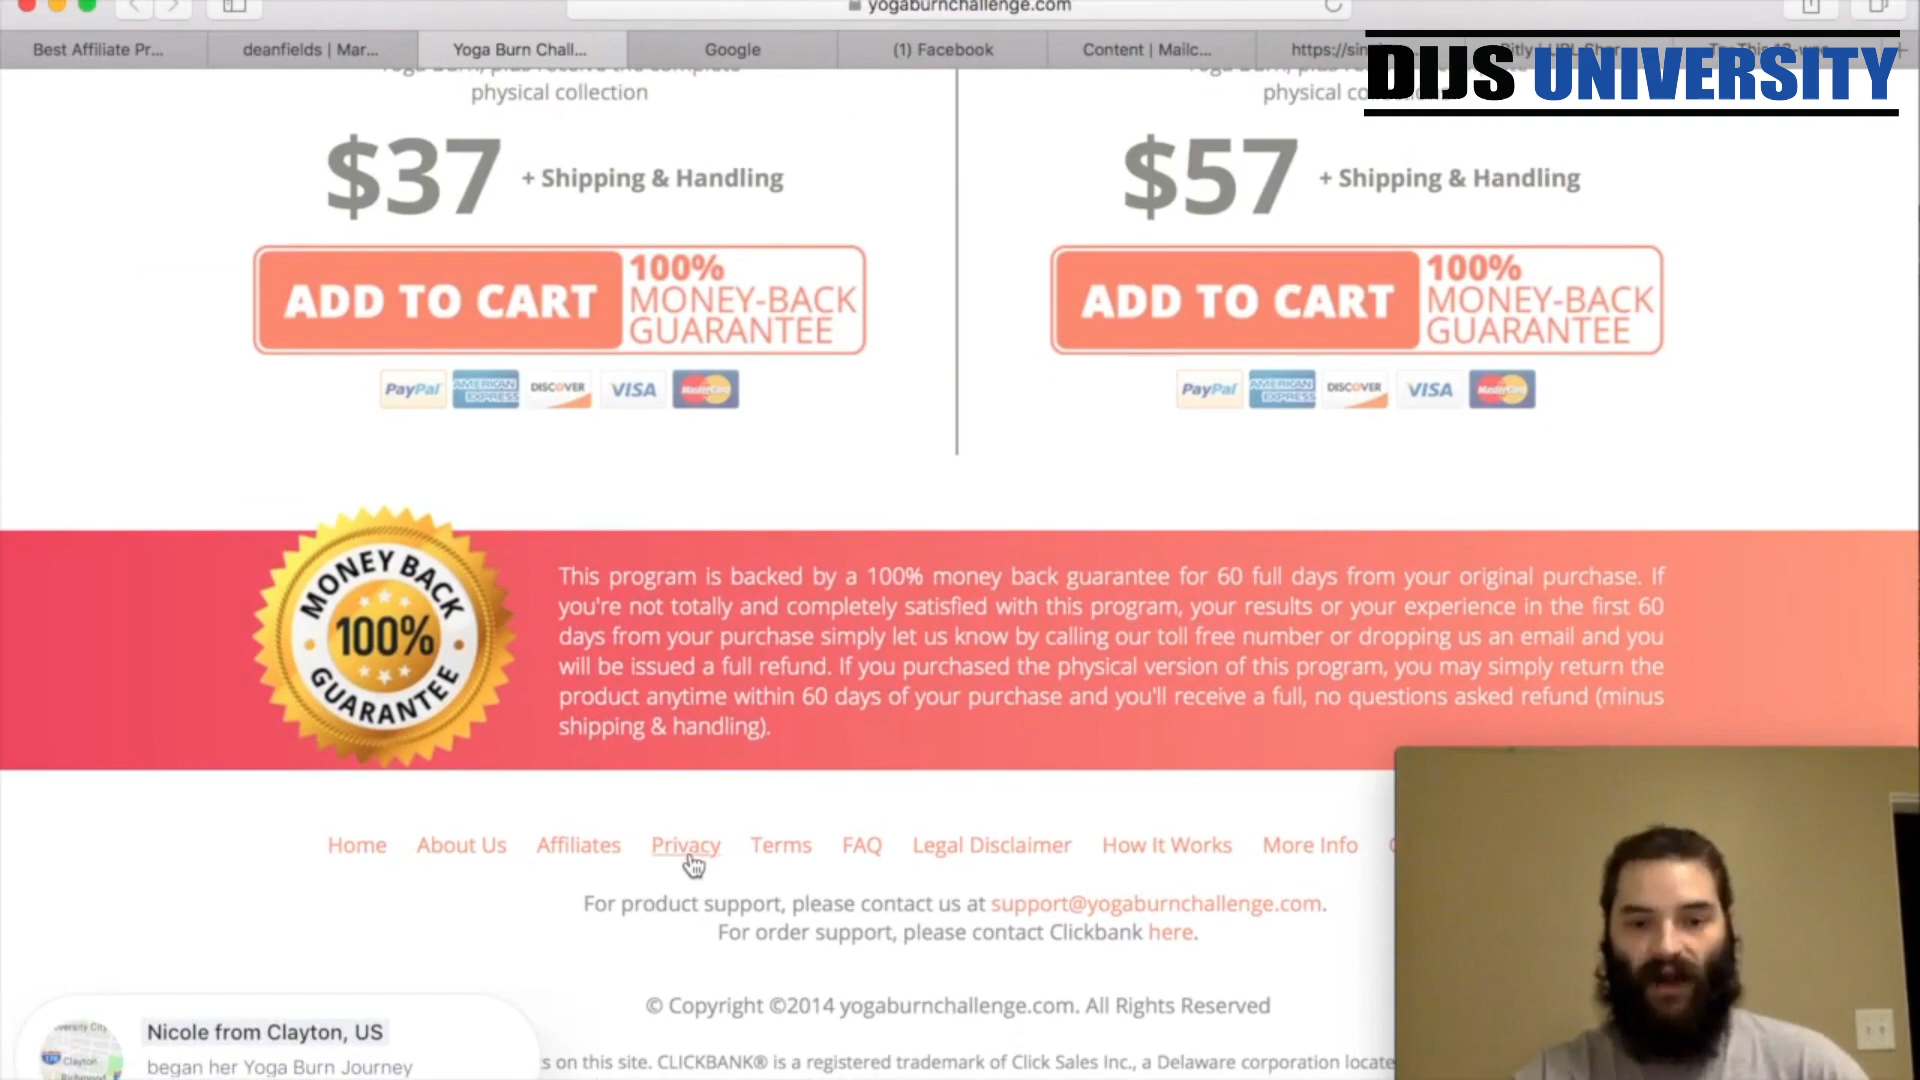 yogaburnchallenge.com
Best Affiliate Pr...
deanfields | Mar...
Yoga Burn Chall...
Google
(1) Facebook
Content | Mailc...
DIJS UNIVERSITY
physical collection
physical
$37 + Shipping & Handling
$57 + Shipping & Handling
ADD TO CART
100%
MONEY-BACK
GUARANTEE
ADD TO CART
100%
MONEY-BACK
GUARANTEE
PayPal AMERICAN EXPRESS DISCOVER VISA MasterCard
PayPal AMERICAN EXPRESS DISCOVER VISA MasterCard
MONEY BACK
100%
GUARANTEE
This program is backed by a 100% money back guarantee for 60 full days from your original purchase. If
you're not totally and completely satisfied with this program, your results or your experience in the first 60
days from your purchase simply let us know by calling our toll free number or dropping us an email and you
will be issued a full refund. If you purchased the physical version of this program, you may simply return the
product anytime within 60 days of your purchase and you'll receive a full, no questions asked refund (minus
shipping & handling).
Home About Us Affiliates Privacy Terms FAQ Legal Disclaimer How It Works More Info
For product support, please contact us at support@yogaburnchallenge.com.
For order support, please contact Clickbank here.
© Copyright ©2014 yogaburnchallenge.com. All Rights Reserved
Nicole from Clayton, US
began her Yoga Burn Journey
Clayton
on this site. CLICKBANK® is a registered trademark of Click Sales Inc., a Delaware corporation